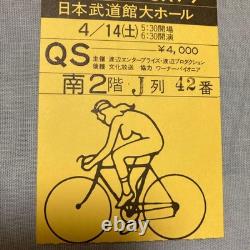 日本武道館大ホール
4/14(土) 5:30開場
6:30開演
¥4,000
QS 主催 渡辺エンタープライズ・渡辺プロダクション
後援 文化放送 協力 ワーナーパイオニア
南2階 J列 42番